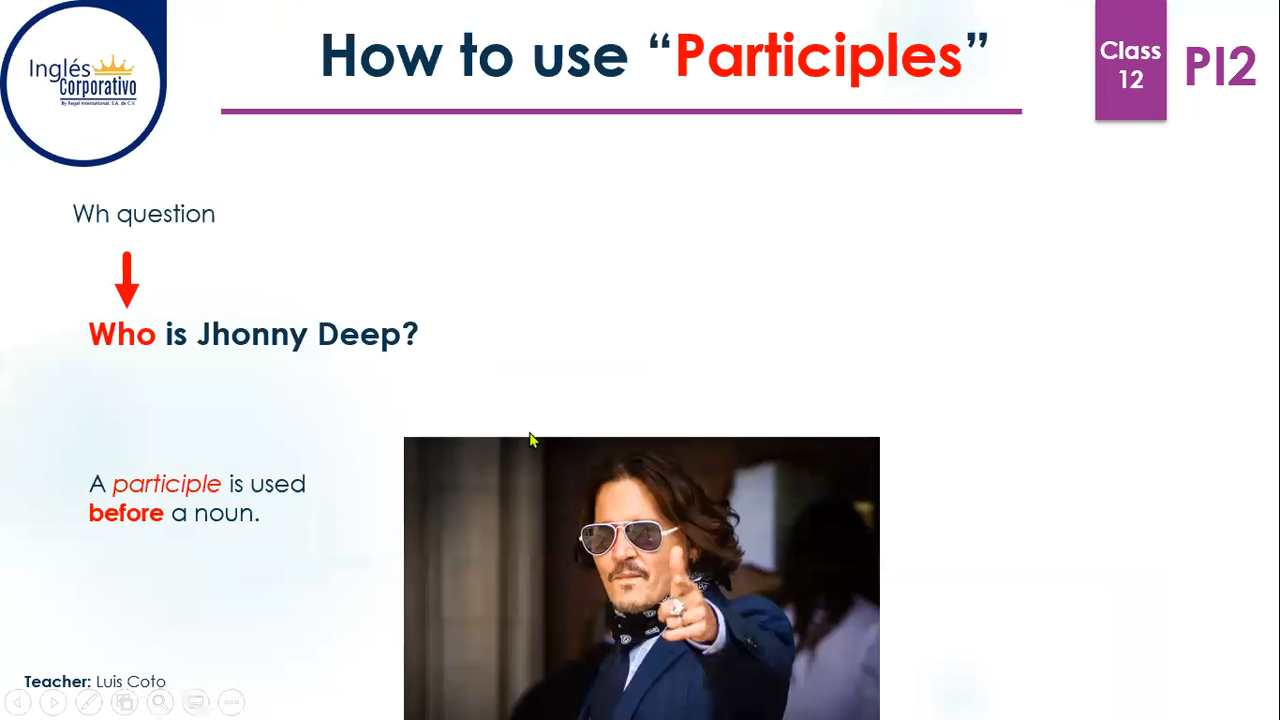 Inglés
Corporativo
By Regal International, S.A. de C.V.
How to use “Participles”
Class
12
PI2
Wh question
Who is Jhonny Deep?
A participle is used
before a noun.
Teacher: Luis Coto